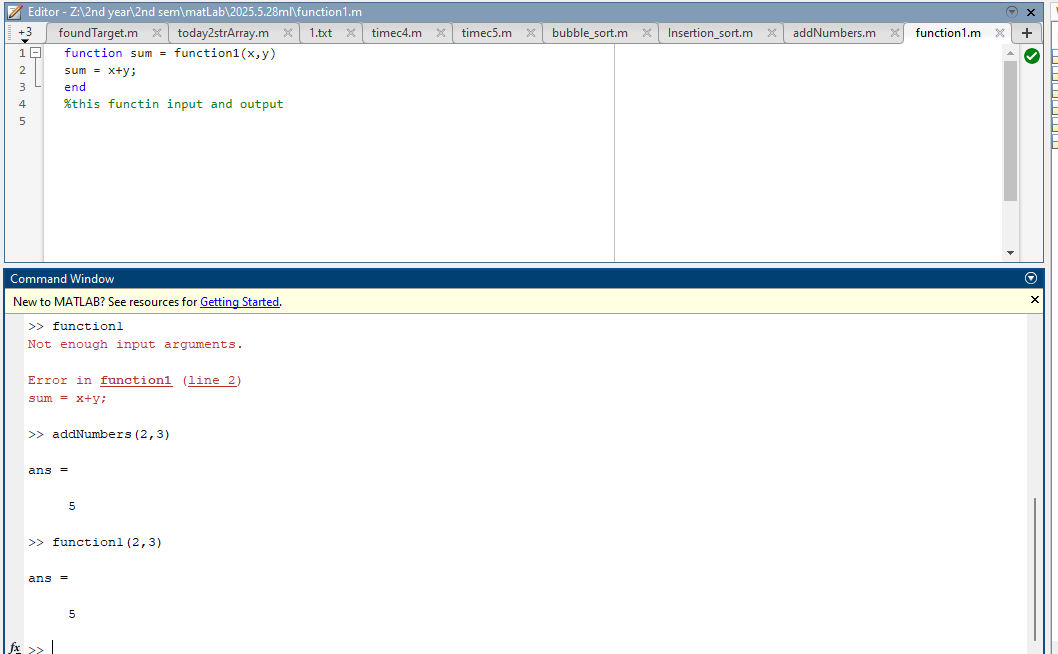 Editor - Z:\2nd year\2nd sem\matLab\2025.5.28ml\function1.m
+3 foundTarget.m today2strArray.m 1.txt timec4.m timec5.m bubble_sort.m Insertion_sort.m addNumbers.m function1.m +
1 function sum = function1(x,y)
2 sum = x+y;
3 end
4 %this functin input and output
5
Command Window
New to MATLAB? See resources for Getting Started.
>> function1
Not enough input arguments.
Error in function1 (line 2)
sum = x+y;
>> addNumbers(2,3)
ans =
5
>> function1(2,3)
ans =
5
fx >>